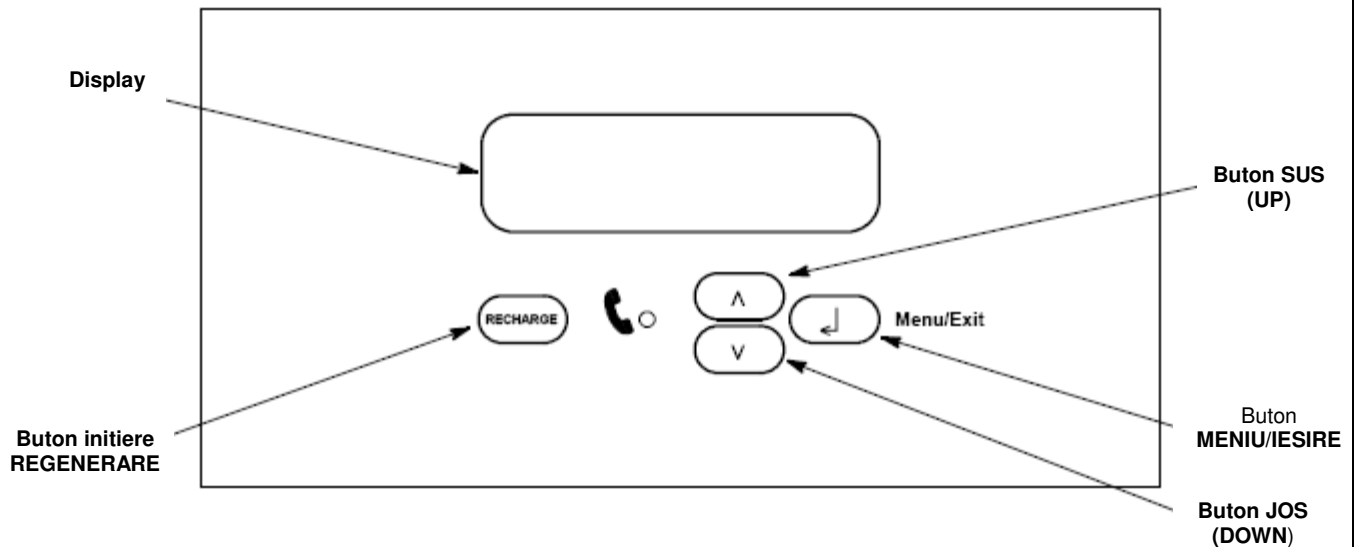 Display
Buton SUS
(UP)
RECHARGE
Λ
V
Menu/Exit
Buton initiere
REGENERARE
Buton
MENIU/IESIRE
Buton JOS
(DOWN)